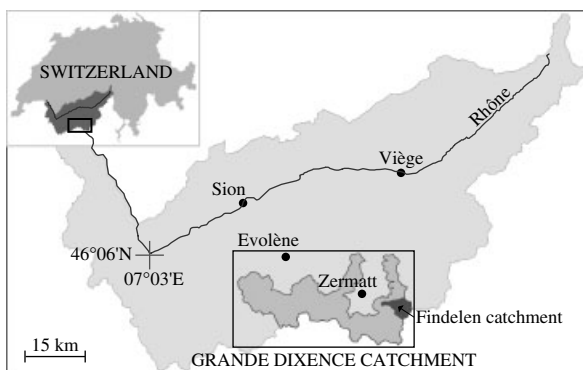 SWITZERLAND
Rhône
Viège
Sion
Evolène
46°06'N
07°03'E
Zermatt
Findelen catchment
15 km
GRANDE DIXENCE CATCHMENT